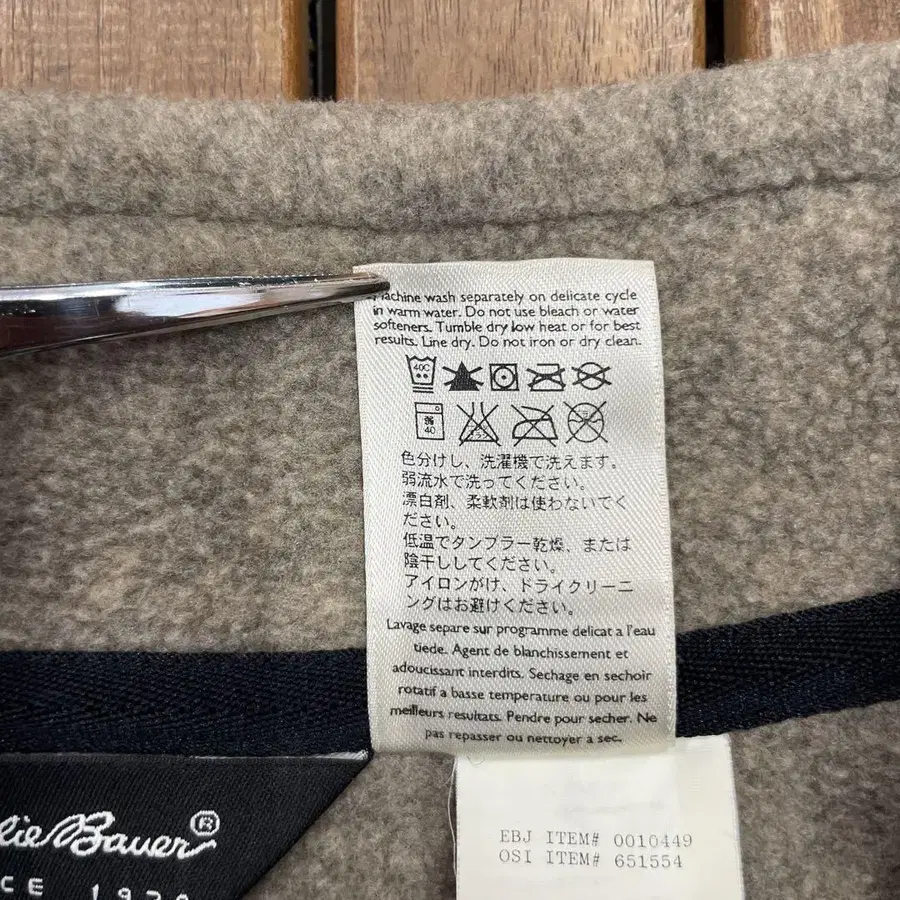 Machine wash separately on delicate cycle
in warm water. Do not use bleach or water
softeners. Tumble dry low heat or for best
results. Line dry. Do not iron or dry clean.
40C
弱
40
色分けし、洗濯機で洗えます。
弱流水で洗ってください。
漂白剤、柔軟剤は使わないでく
ださい。
低温でタンブラー乾燥、または
陰干ししてください。
アイロンがけ、ドライクリーニ
ングはお避けください。
Lavage separe sur programme delicat a l'eau
tiede. Agent de blanchissement et
adoucissant interdits. Sechage en sechoir
rotatif a basse temperature ou pour les
meilleurs resultats. Pendre pour secher. Ne
pas repasser ou nettoyer a sec.
EBJ ITEM# 0010449
OSI ITEM# 651554
Bauer®